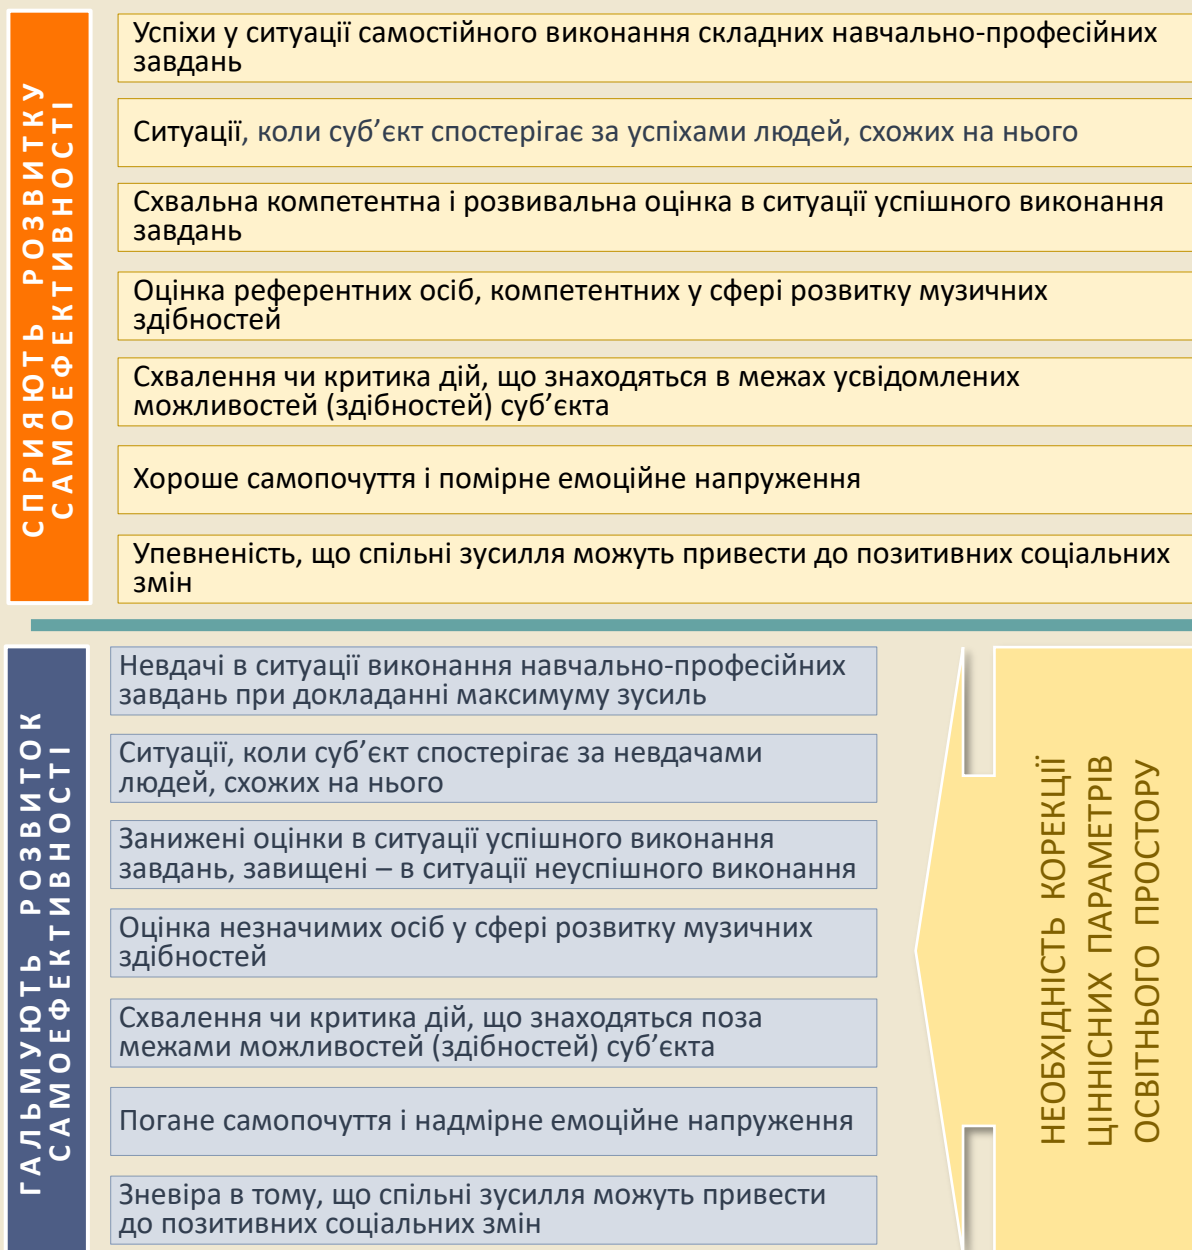 СПРИЯЮТЬ РОЗВИТКУ
САМОЕФЕКТИВНОСТІ
Успіхи у ситуації самостійного виконання складних навчально-професійних
завдань
Ситуації, коли суб’єкт спостерігає за успіхами людей, схожих на нього
Схвальна компетентна і розвивальна оцінка в ситуації успішного виконання
завдань
Оцінка референтних осіб, компетентних у сфері розвитку музичних
здібностей
Схвалення чи критика дій, що знаходяться в межах усвідомлених
можливостей (здібностей) суб’єкта
Хороше самопочуття і помірне емоційне напруження
Упевненість, що спільні зусилля можуть привести до позитивних соціальних
змін
ГАЛЬМУЮТЬ РОЗВИТОК
САМОЕФЕКТИВНОСТІ
Невдачі в ситуації виконання навчально-професійних
завдань при докладанні максимуму зусиль
Ситуації, коли суб’єкт спостерігає за невдачами
людей, схожих на нього
Занижені оцінки в ситуації успішного виконання
завдань, завищені – в ситуації неуспішного виконання
Оцінка незначимих осіб у сфері розвитку музичних
здібностей
Схвалення чи критика дій, що знаходяться поза
межами можливостей (здібностей) суб’єкта
Погане самопочуття і надмірне емоційне напруження
Зневіра в тому, що спільні зусилля можуть привести
до позитивних соціальних змін
НЕОБХІДНІСТЬ КОРЕКЦІЇ
ЦІННІСНИХ ПАРАМЕТРІВ
ОСВІТНЬОГО ПРОСТОРУ